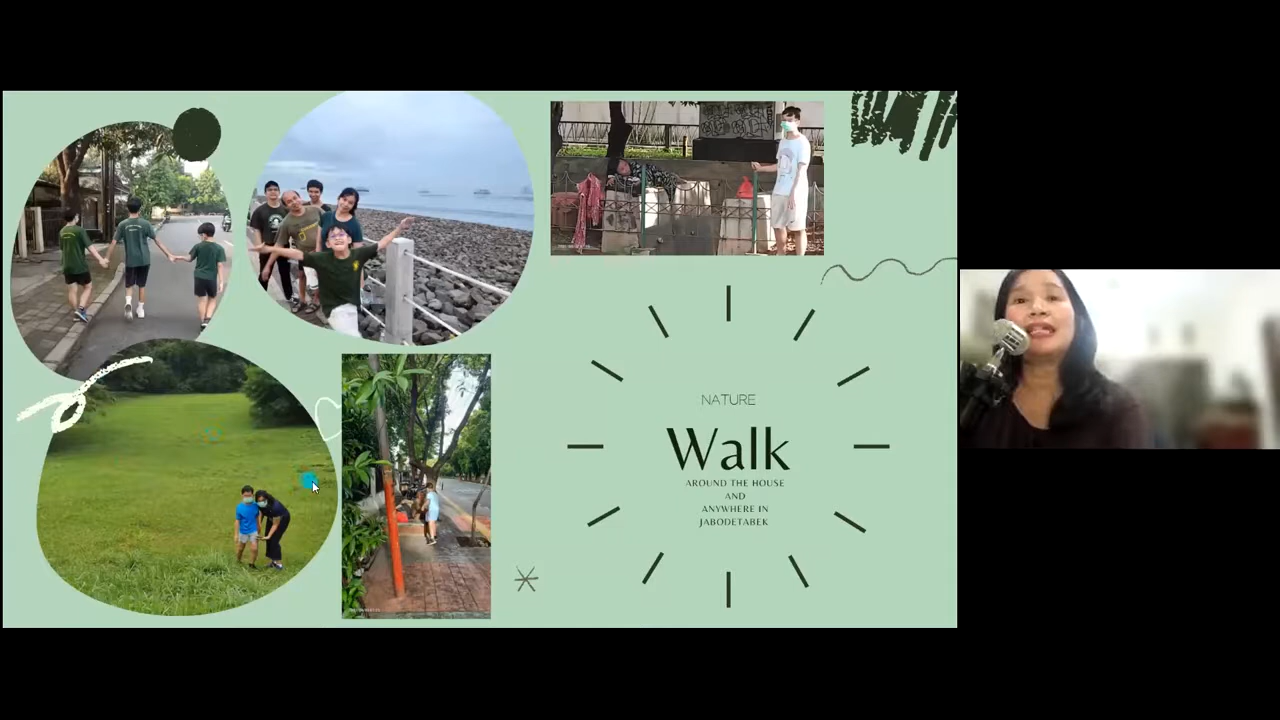 NATURE
Walk
AROUND THE HOUSE
AND
ANYWHERE IN
JABODETABEK